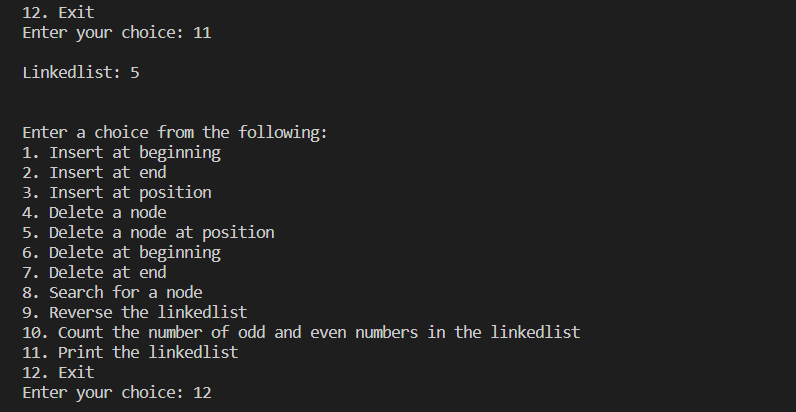 12. Exit
Enter your choice: 11
Linkedlist: 5
Enter a choice from the following:
1. Insert at beginning
2. Insert at end
3. Insert at position
4. Delete a node
5. Delete a node at position
6. Delete at beginning
7. Delete at end
8. Search for a node
9. Reverse the linkedlist
10. Count the number of odd and even numbers in the linkedlist
11. Print the linkedlist
12. Exit
Enter your choice: 12